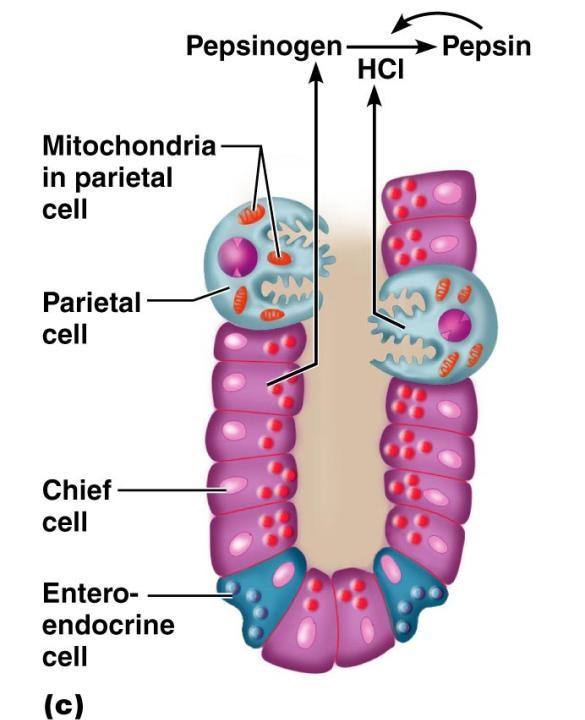 Pepsinogen Pepsin
HCl
Mitochondria
in parietal
cell
Parietal
cell
Chief
cell
Entero-
endocrine
cell
(c)